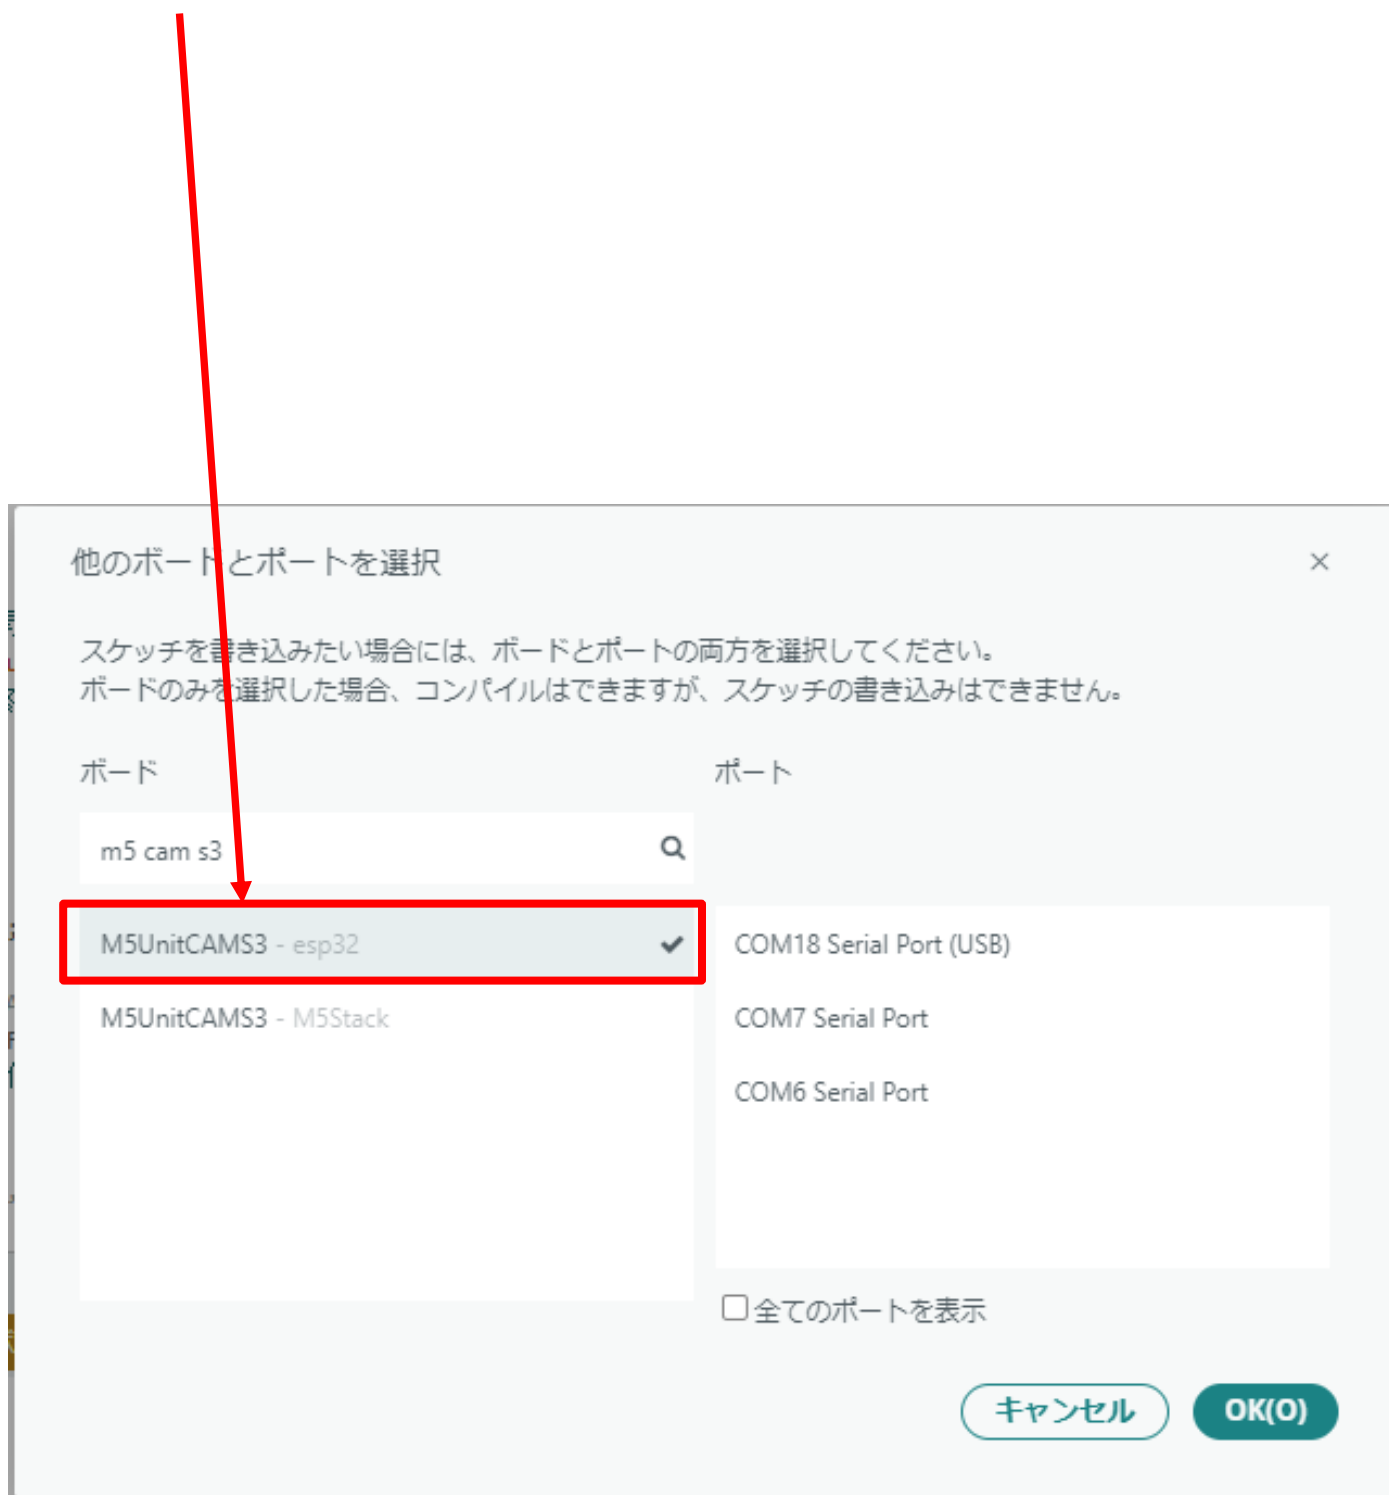 他のボードとポートを選択
スケッチを書き込みたい場合には、ボードとポートの両方を選択してください。
ボードのみを選択した場合、コンパイルはできますが、スケッチの書き込みはできません。
ボード
ポート
m5 cam s3
M5UnitCAMS3 - esp32
M5UnitCAMS3 - M5Stack
COM18 Serial Port (USB)
COM7 Serial Port
COM6 Serial Port
全てのポートを表示
キャンセル
OK(O)